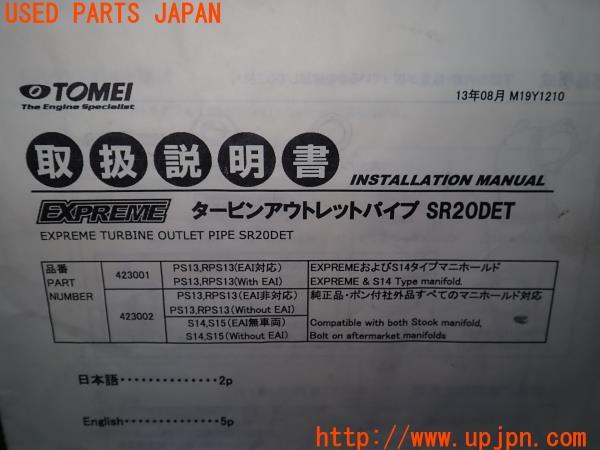 USED PARTS JAPAN
TOMEI
The Engine Specialist
13年08月 M19Y1210
取扱説明書 INSTALLATION MANUAL
EXPREME タービンアウトレットパイプ SR20DET
EXPREME TURBINE OUTLET PIPE SR20DET
品番
PART
NUMBER
423001
PS13,RPS13(EAI対応)
PS13,RPS13(With EAI)
EXPREMEおよびS14タイプマニホールド
EXPREME & S14 Type manifold.
423002
PS13,RPS13(EAI非対応)
PS13,RPS13(Without EAI)
S14,S15(EAI無車両)
S14,S15(Without EAI)
純正品・ボン付社外品すべてのマニホールド対応
Compatible with both Stock manifold,
Bolt on aftermarket manifolds
日本語・・・・・・・・・・・・・・2p
English・・・・・・・・・・・・・・5p
http://www.upjpn.com/